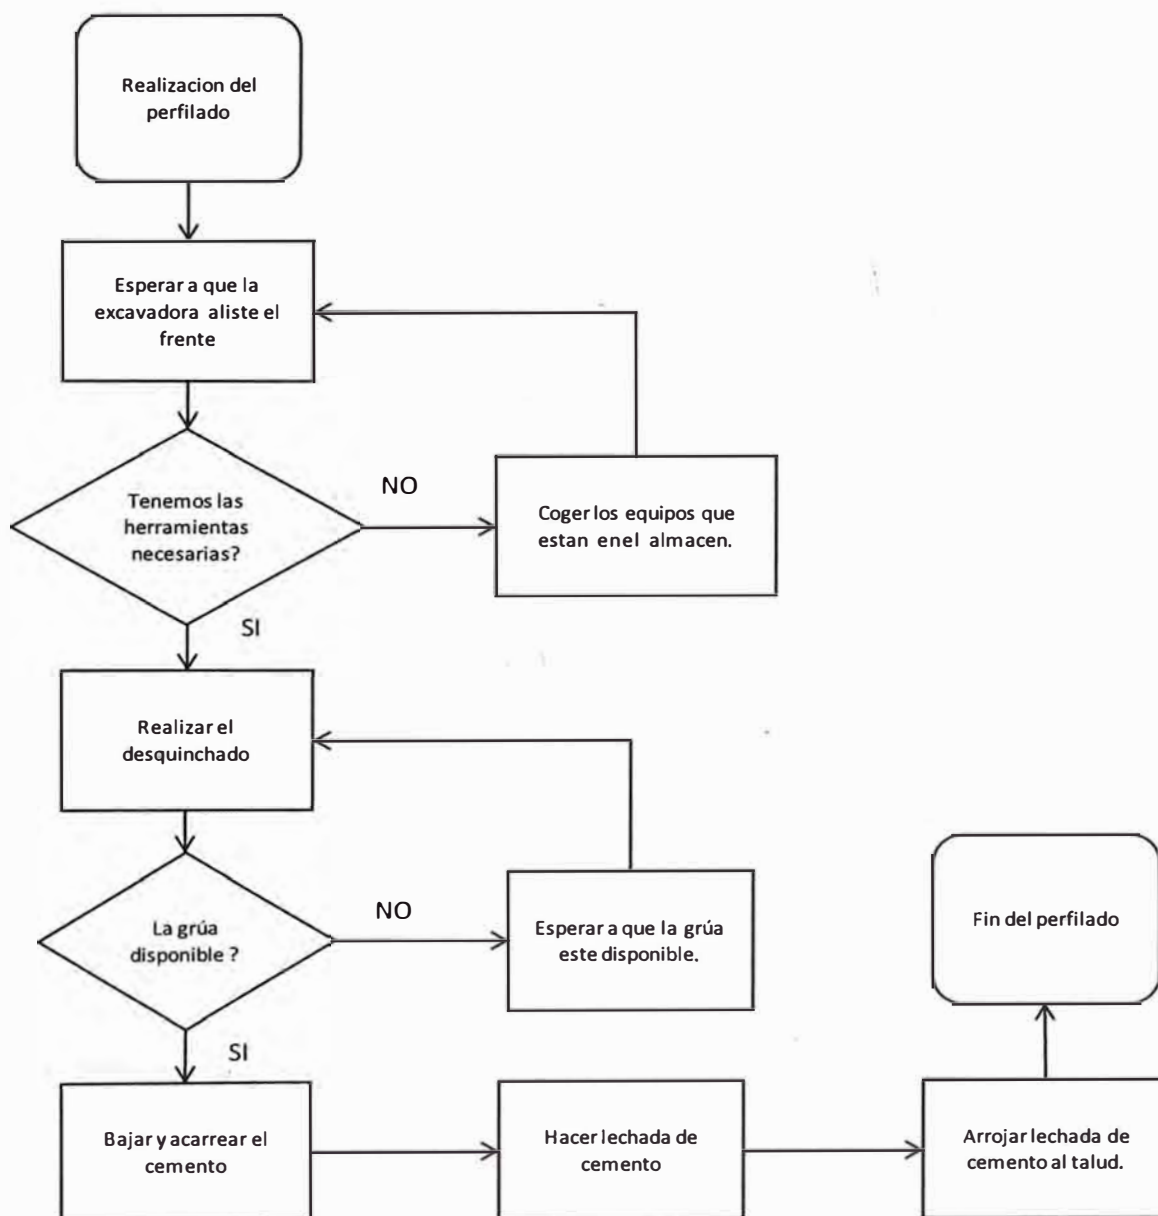 Realizacion del
perfilado
Esperar a que la
excavadora aliste el
frente
Tenemos las
herramientas
necesarias?
NO
Coger los equipos que
estan enel almacen.
SI
Realizar el
desquinchado
La grúa
disponible ?
NO
Esperar a que la grúa
este disponible.
Fin del perfilado
SI
Bajar y acarrear el
cemento
Hacer lechada de
cemento
Arrojar lechada de
cemento al talud.